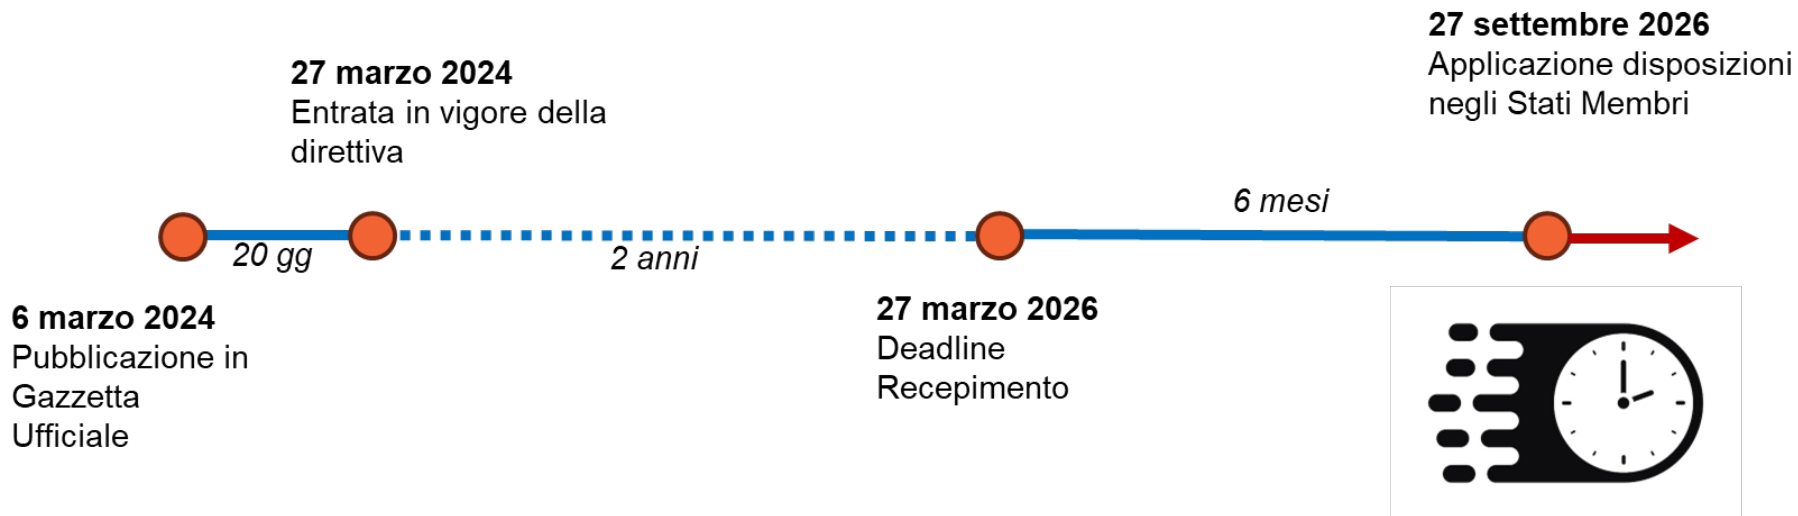 6 marzo 2024
Pubblicazione in
Gazzetta
Ufficiale
20 gg
27 marzo 2024
Entrata in vigore della
direttiva
2 anni
27 marzo 2026
Deadline
Recepimento
6 mesi
27 settembre 2026
Applicazione disposizioni
negli Stati Membri